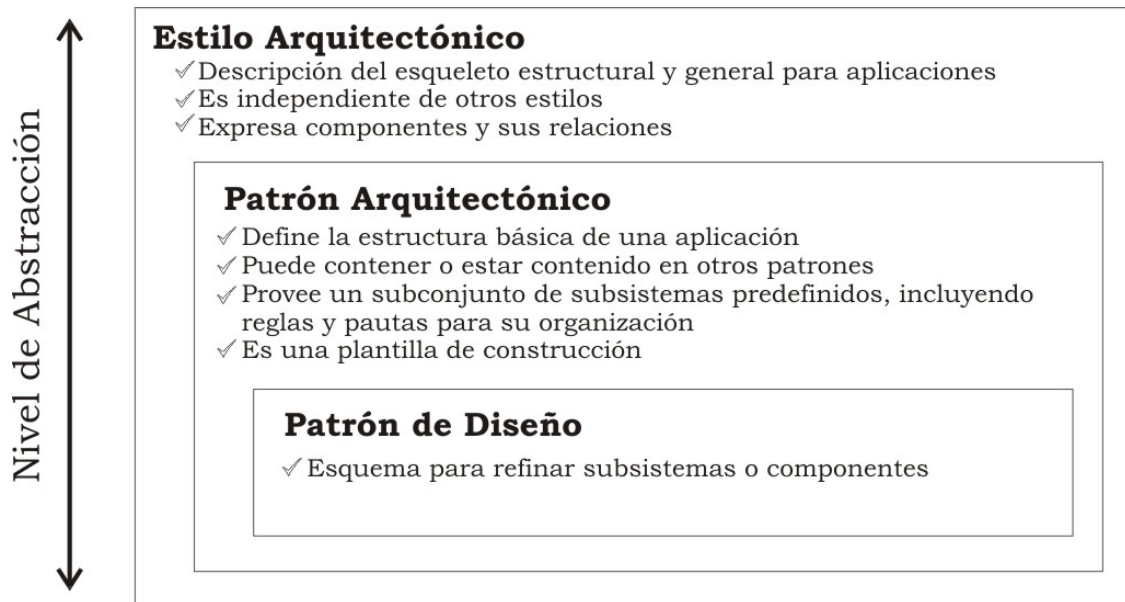 Nivel de Abstracción
Estilo Arquitectónico
✓ Descripción del esqueleto estructural y general para aplicaciones
✓ Es independiente de otros estilos
✓ Expresa componentes y sus relaciones
Patrón Arquitectónico
✓ Define la estructura básica de una aplicación
✓ Puede contener o estar contenido en otros patrones
✓ Provee un subconjunto de subsistemas predefinidos, incluyendo
reglas y pautas para su organización
✓ Es una plantilla de construcción
Patrón de Diseño
✓ Esquema para refinar subsistemas o componentes